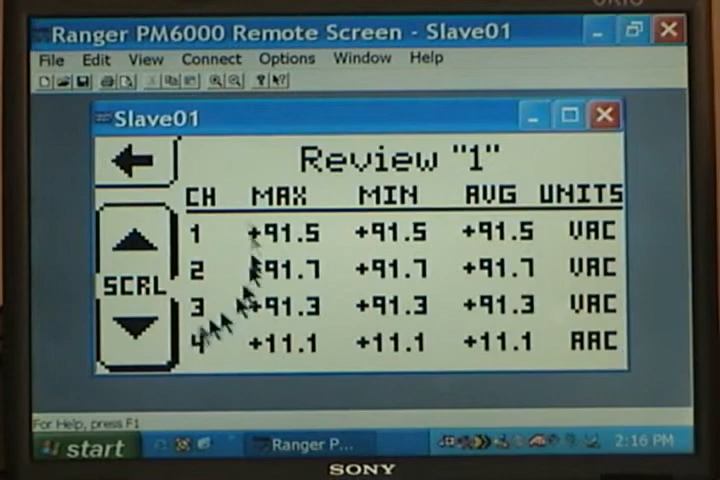 Ranger PM6000 Remote Screen - Slave01
File Edit View Connect Options Window Help
Slave01
Review "1"
CH MAX MIN AVG UNITS
1 +91.5 +91.5 +91.5 VAC
2 +91.7 +91.7 +91.7 VAC
SCRL
3 +91.3 +91.3 +91.3 VAC
4 +11.1 +11.1 +11.1 AAC
For Help, press F1
start Ranger P... 2:16 PM
SONY